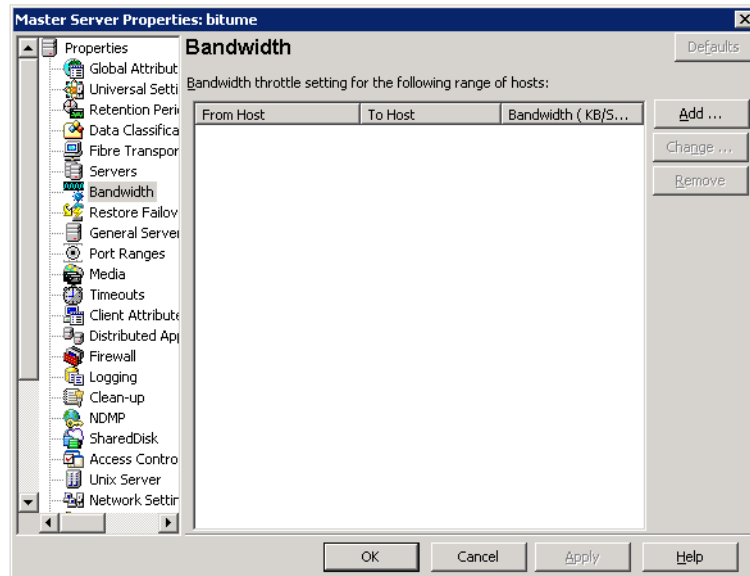 Master Server Properties: bitume
Properties
Global Attribut
Universal Setti
Retention Peri
Data Classifica
Fibre Transpor
Servers
Bandwidth
Restore Failov
General Server
Port Ranges
Media
Timeouts
Client Attribute
Distributed App
Firewall
Logging
Clean-up
NDMP
SharedDisk
Access Contro
Unix Server
Network Settin
Bandwidth
Defaults
Bandwidth throttle setting for the following range of hosts:
From Host To Host Bandwidth ( KB/S...
Add ...
Change ...
Remove
OK Cancel Apply Help